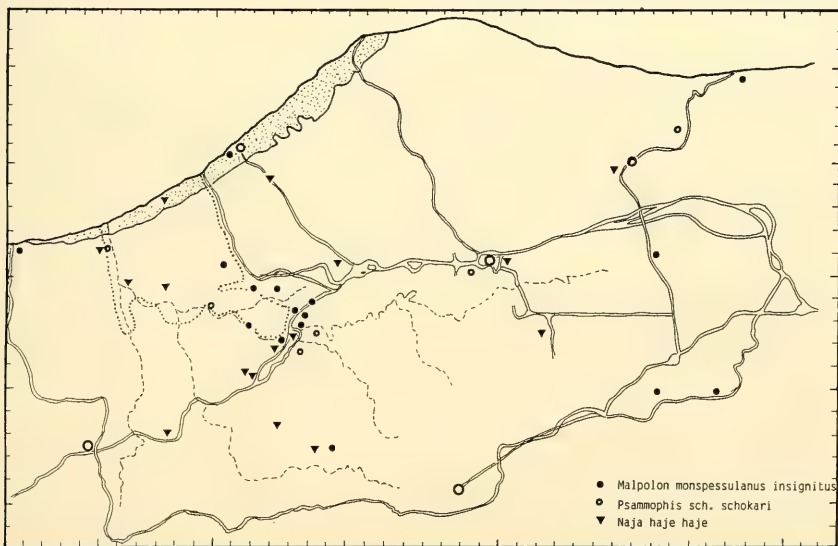 Malpolon monspessulanus insignitus
Psammophis sch. schokari
Naja haje haje